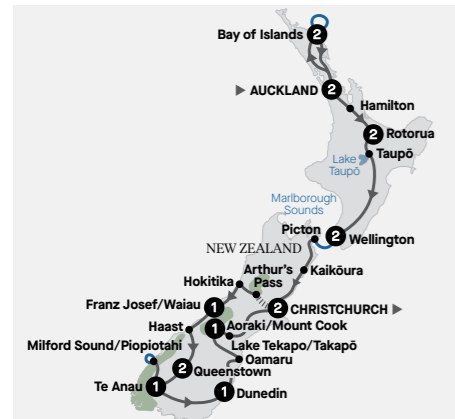 Bay of Islands 2
▶ AUCKLAND 2
Hamilton
2 Rotorua
Taupō
Lake
Taupō
Marlborough
Sounds
Picton
2 Wellington
NEW ZEALAND
Kaikōura
Arthur's
Pass
Hokitika
2 CHRISTCHURCH ▶
Franz Josef/Waiau 1
1 Aoraki/Mount Cook
Haast
Lake Tekapo/Takapō
Milford Sound/Piopiotahi
Oamaru
2 Queenstown
Te Anau 1
1 Dunedin